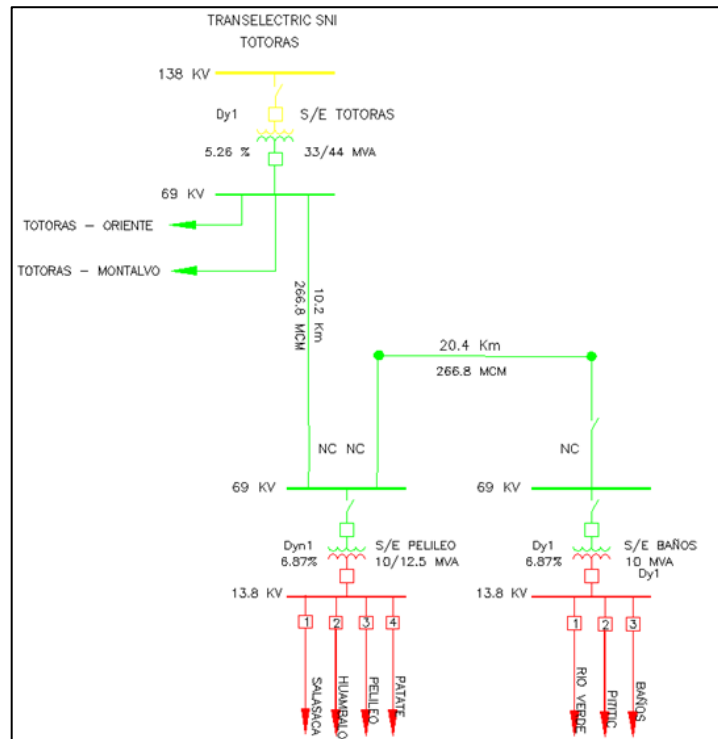 TRANSELECTRIC SNI
TOTORAS
138 KV
Dy1
S/E TOTORAS
5.26 %
33/44 MVA
69 KV
TOTORAS – ORIENTE
TOTORAS – MONTALVO
10.2 Km
266.8 MCM
20.4 Km
266.8 MCM
NC NC
NC
69 KV
69 KV
Dyn1
S/E PELILEO
6.87%
10/12.5 MVA
Dy1
S/E BAÑOS
6.87%
10 MVA
Dy1
13.8 KV
13.8 KV
1
2
3
4
1
2
3
SALASACA
HUAMBALO
PELILEO
PATATE
RIO VERDE
PITITIC
BAÑOS